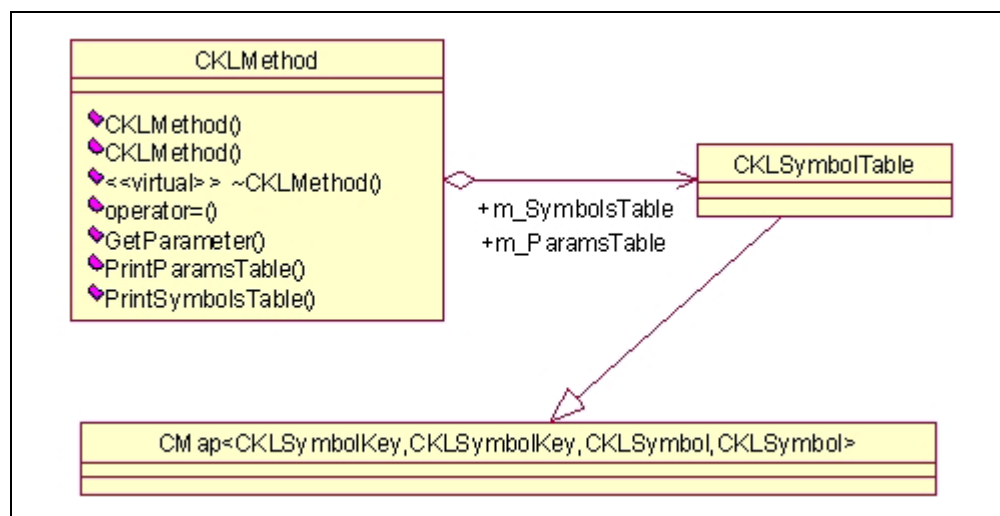 CKLMethod
CKLMethod()
CKLMethod()
<<virtual>> ~CKLMethod()
operator=()
GetParameter()
PrintParamsTable()
PrintSymbolsTable()
+m_SymbolsTable
+m_ParamsTable
CKLSymbolTable
CMap<CKLSymbolKey,CKLSymbolKey,CKLSymbol,CKLSymbol>